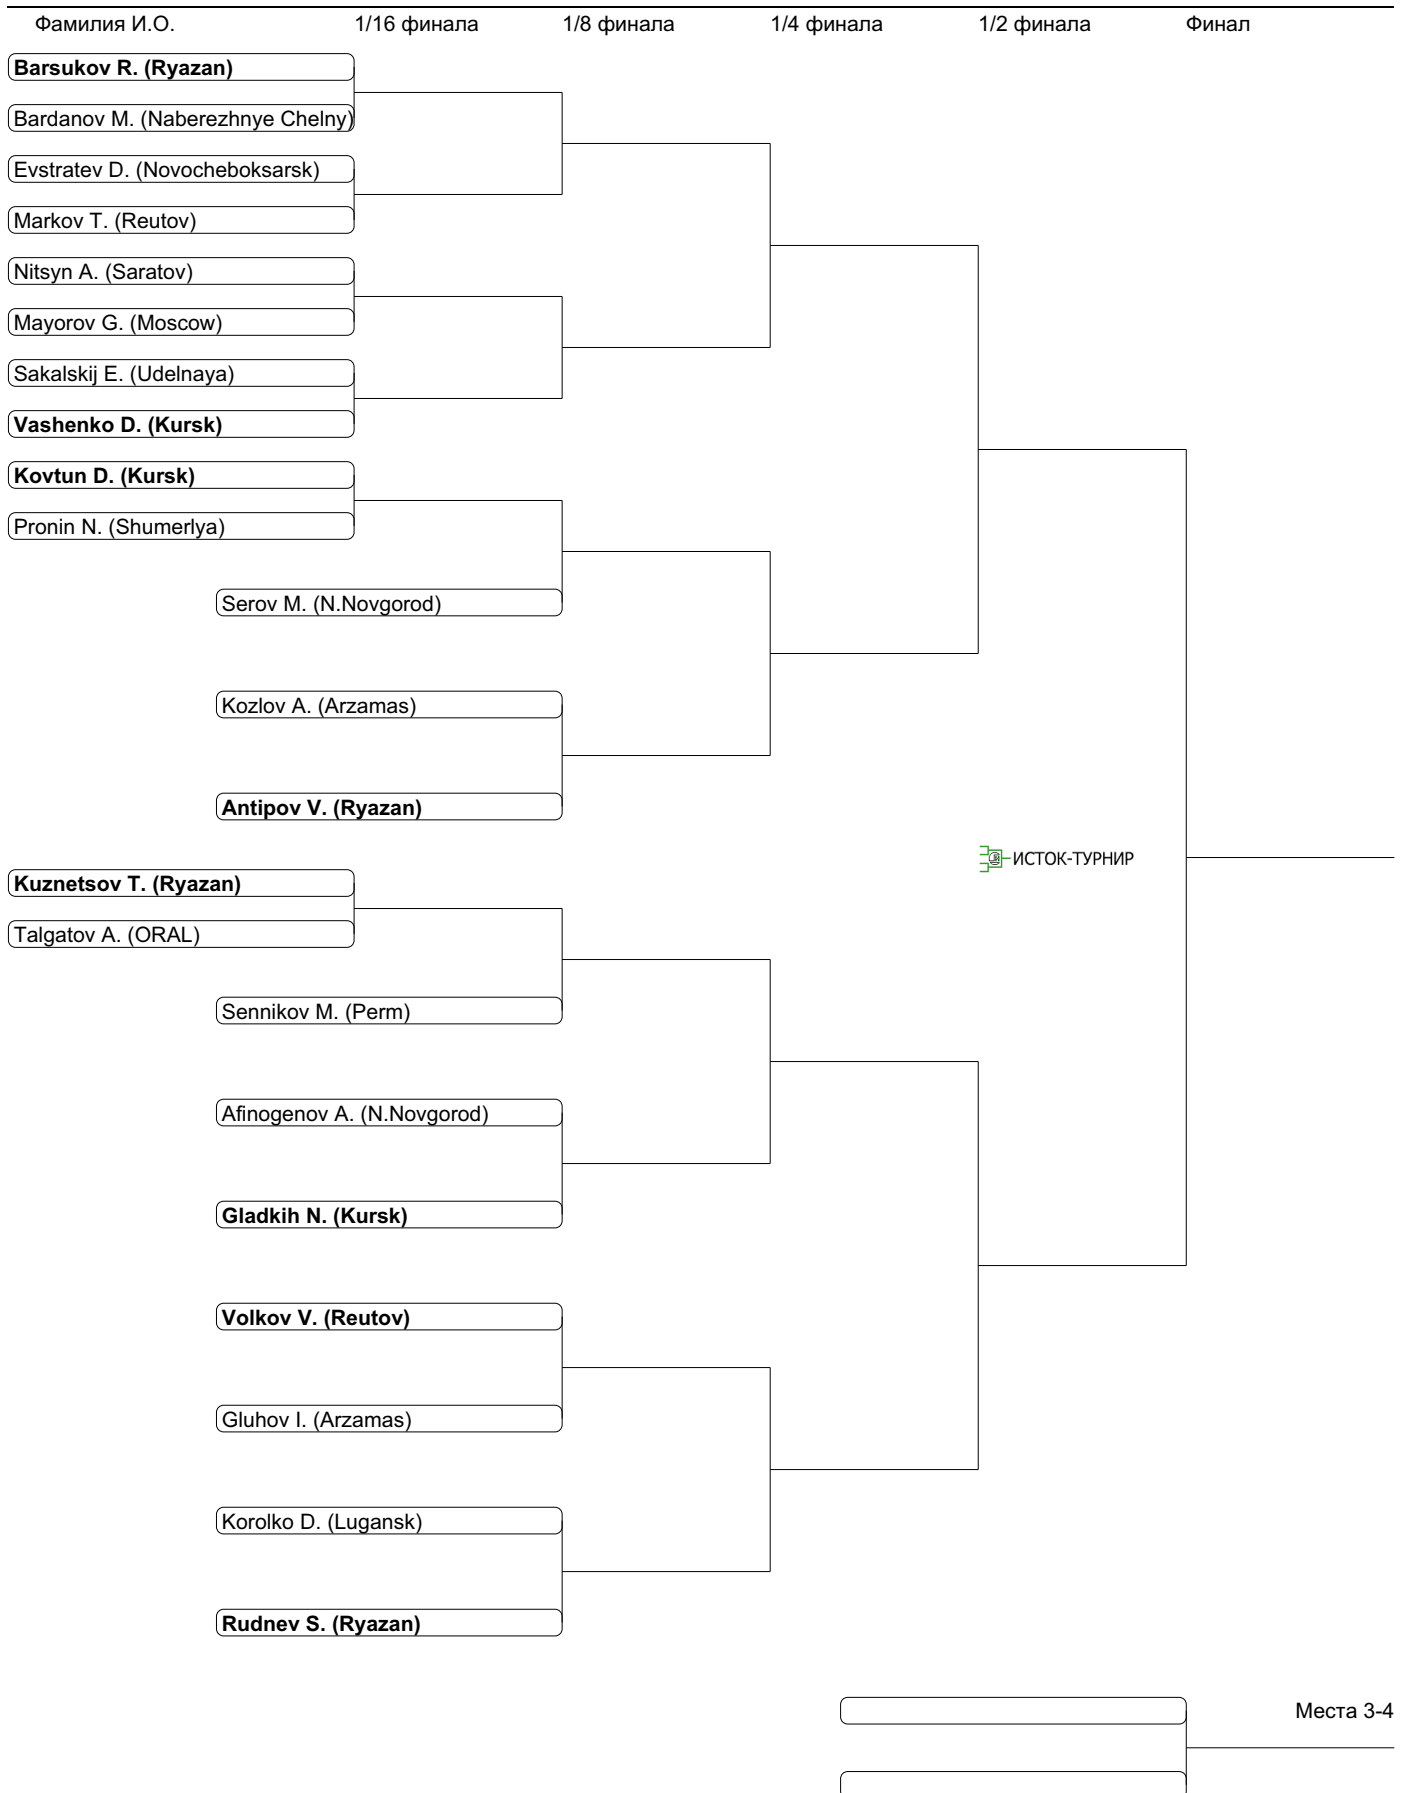 Фамилия И.О. 1/16 финала 1/8 финала 1/4 финала 1/2 финала Финал
Barsukov R. (Ryazan)
Bardanov M. (Naberezhnye Chelny)
Evstratev D. (Novocheboksarsk)
Markov T. (Reutov)
Nitsyn A. (Saratov)
Mayorov G. (Moscow)
Sakalskij E. (Udelnaya)
Vashenko D. (Kursk)
Kovtun D. (Kursk)
Pronin N. (Shumerlya)
Serov M. (N.Novgorod)
Kozlov A. (Arzamas)
Antipov V. (Ryazan)
ИСТОК-ТУРНИР
Kuznetsov T. (Ryazan)
Talgatov A. (ORAL)
Sennikov M. (Perm)
Afinogenov A. (N.Novgorod)
Gladkih N. (Kursk)
Volkov V. (Reutov)
Gluhov I. (Arzamas)
Korolko D. (Lugansk)
Rudnev S. (Ryazan)
Места 3-4